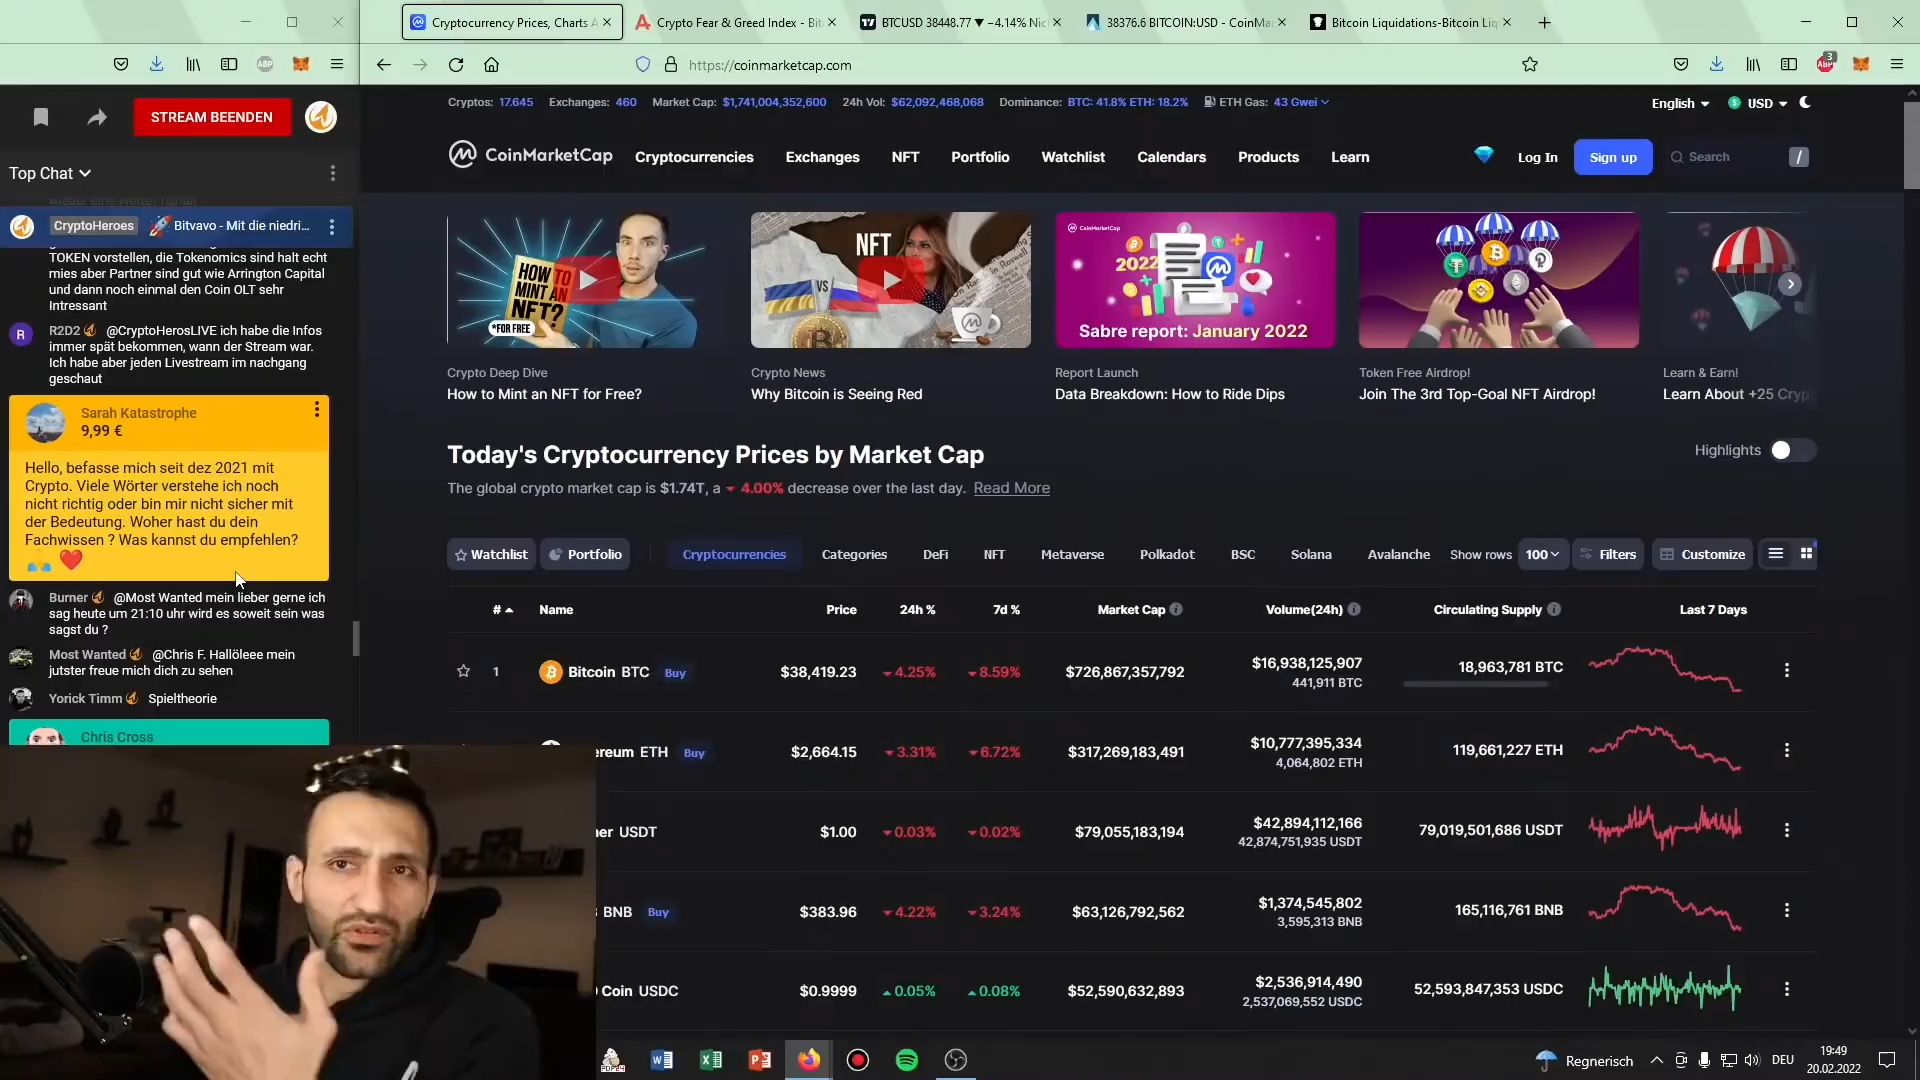 Cryptocurrency Prices, Charts A
Crypto Fear & Greed Index - Bit
BTCUSD 38448.77 ▼ −4.14% Nic
38376.6 BITCOIN:USD - CoinMar
Bitcoin Liquidations-Bitcoin Liq
https://coinmarketcap.com
ABP
3
ABP
STREAM BEENDEN
Top Chat
CryptoHeroes Bitvavo - Mit die niedri...
TOKEN vorstellen, die Tokenomics sind halt echt
mies aber Partner sind gut wie Arrington Capital
und dann noch einmal den Coin OLT sehr
Intressant
R
R2D2 @CryptoHerosLIVE ich habe die Infos
immer spät bekommen, wann der Stream war.
Ich habe aber jeden Livestream im nachgang
geschaut
Sarah Katastrophe
9,99 €
Hello, befasse mich seit dez 2021 mit
Crypto. Viele Wörter verstehe ich noch
nicht richtig oder bin mir nicht sicher mit
der Bedeutung. Woher hast du dein
Fachwissen ? Was kannst du empfehlen?
🙏 ❤️
Burner @Most Wanted mein lieber gerne ich
sag heute um 21:10 uhr wird es soweit sein was
sagst du ?
Most Wanted @Chris F. Hallöleee mein
jutster freue mich dich zu sehen
Yorick Timm Spieltheorie
Chris Cross
Cryptos: 17.645 Exchanges: 460 Market Cap: $1,741,004,352,600 24h Vol: $62,092,468,068 Dominance: BTC: 41.8% ETH: 18.2% ETH Gas: 43 Gwei
English
USD
CoinMarketCap
Cryptocurrencies Exchanges NFT Portfolio Watchlist Calendars Products Learn
Log In
Sign up
Search
/
HOW TO
MINT AN
NFT?
*FOR FREE
NFT
VS
CoinMarketCap
2022
Sabre report: January 2022
Crypto Deep Dive
How to Mint an NFT for Free?
Crypto News
Why Bitcoin is Seeing Red
Report Launch
Data Breakdown: How to Ride Dips
Token Free Airdrop!
Join The 3rd Top-Goal NFT Airdrop!
Learn & Earn!
Learn About +25 Cryp
Today's Cryptocurrency Prices by Market Cap
Highlights
The global crypto market cap is $1.74T, a ▼ 4.00% decrease over the last day. Read More
Watchlist Portfolio Cryptocurrencies Categories DeFi NFT Metaverse Polkadot BSC Solana Avalanche Show rows 100 Filters Customize
# Name Price 24h % 7d % Market Cap Volume(24h) Circulating Supply Last 7 Days
1 Bitcoin BTC Buy $38,419.23 ▼ 4.25% ▼ 8.59% $726,867,357,792 $16,938,125,907 18,963,781 BTC
441,911 BTC
ereum ETH Buy $2,664.15 ▼ 3.31% ▼ 6.72% $317,269,183,491 $10,777,395,334 119,661,227 ETH
4,064,802 ETH
her USDT $1.00 ▼ 0.03% ▼ 0.02% $79,055,183,194 $42,894,112,166 79,019,501,686 USDT
42,874,751,935 USDT
BNB Buy $383.96 ▼ 4.22% ▼ 3.24% $63,126,792,562 $1,374,545,802 165,116,761 BNB
3,595,313 BNB
Coin USDC $0.9999 ▲ 0.05% ▲ 0.08% $52,590,632,893 $2,536,914,490 52,593,847,353 USDC
2,537,069,552 USDC
PDF24
Regnerisch
DEU
19:49
20.02.2022